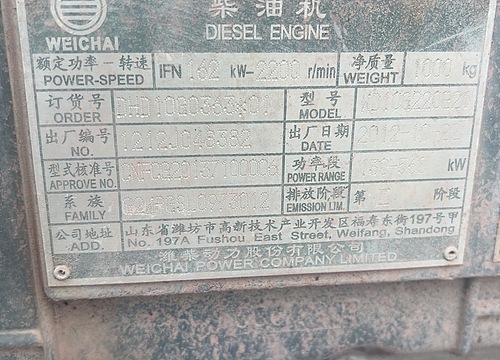 柴油机
WEICHAI DIESEL ENGINE
额定功率－转速 IFN 162 kW-2200 r/min 净质量 1000 kg
POWER-SPEED WEIGHT
订货号 型号
ORDER MODEL
出厂编号 1212J048382 出厂日期 2012
NO. DATE
型式核准号 功率段 kW
APPROVE NO. POWER RANGE
系族 排放阶段 第 阶段
FAMILY EMISSION LIM.
公司地址 山东省潍坊市高新技术产业开发区福寿东街197号甲
ADD. No. 197A Fushou East Street, Weifang, Shandong
潍柴动力股份有限公司
WEICHAI POWER COMPANY LIMITED